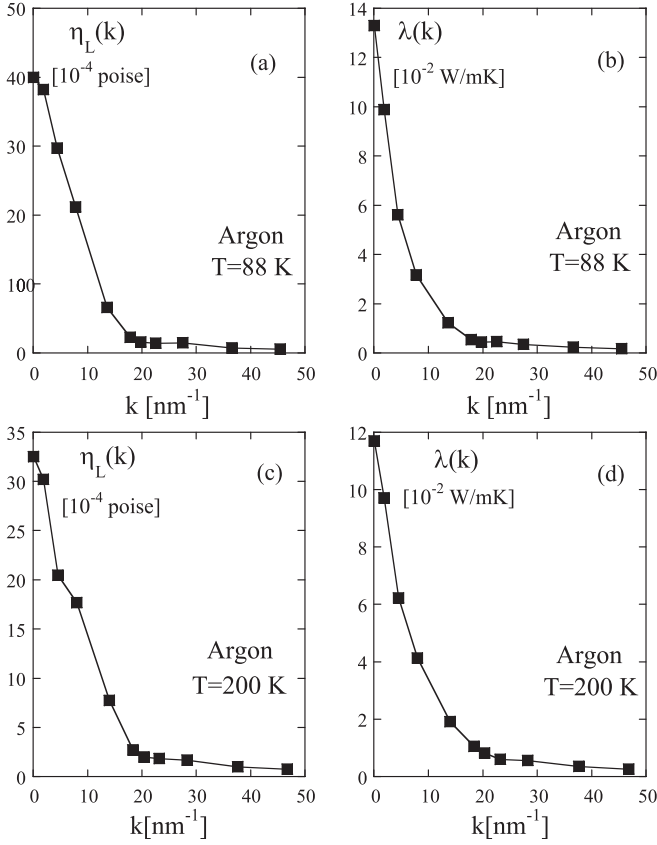 50
η_L(k)
(a)
40
[10^-4 poise]
30
20
Argon
T=88 K
100
0
0 10 20 30 40 50
k [nm^-1]
14
λ(k)
(b)
12
[10^-2 W/mK]
10
8
6
4
Argon
T=88 K
2
0
0 10 20 30 40 50
k [nm^-1]
35
η_L(k)
(c)
30
[10^-4 poise]
25
20
15
Argon
T=200 K
10
5
0
0 10 20 30 40 50
k[nm^-1]
12
λ(k)
(d)
10
[10^-2 W/mK]
8
6
4
Argon
T=200 K
2
0
0 10 20 30 40 50
k[nm^-1]